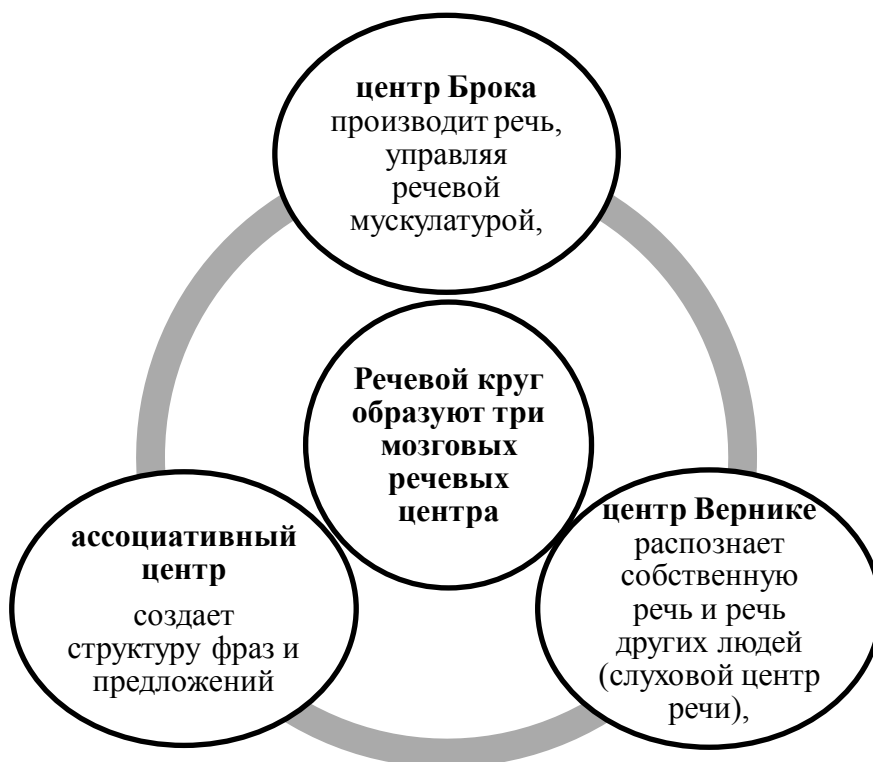 центр Брока
производит речь,
управляя
речевой
мускулатурой,
Речевой круг
образуют три
мозговых
речевых
центра
центр Вернике
распознает
собственную
речь и речь
других людей
(слуховой центр
речи),
ассоциативный
центр
создает
структуру фраз и
предложений